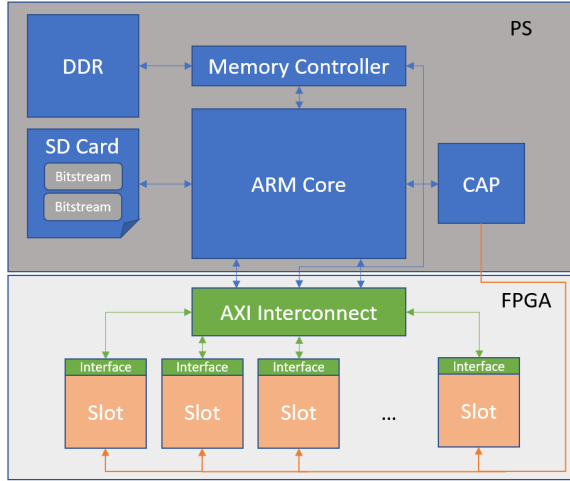 PS
DDR
Memory Controller
SD Card
Bitstream
Bitstream
ARM Core
CAP
FPGA
AXI Interconnect
Interface
Interface
Interface
Interface
Slot
Slot
Slot
...
Slot